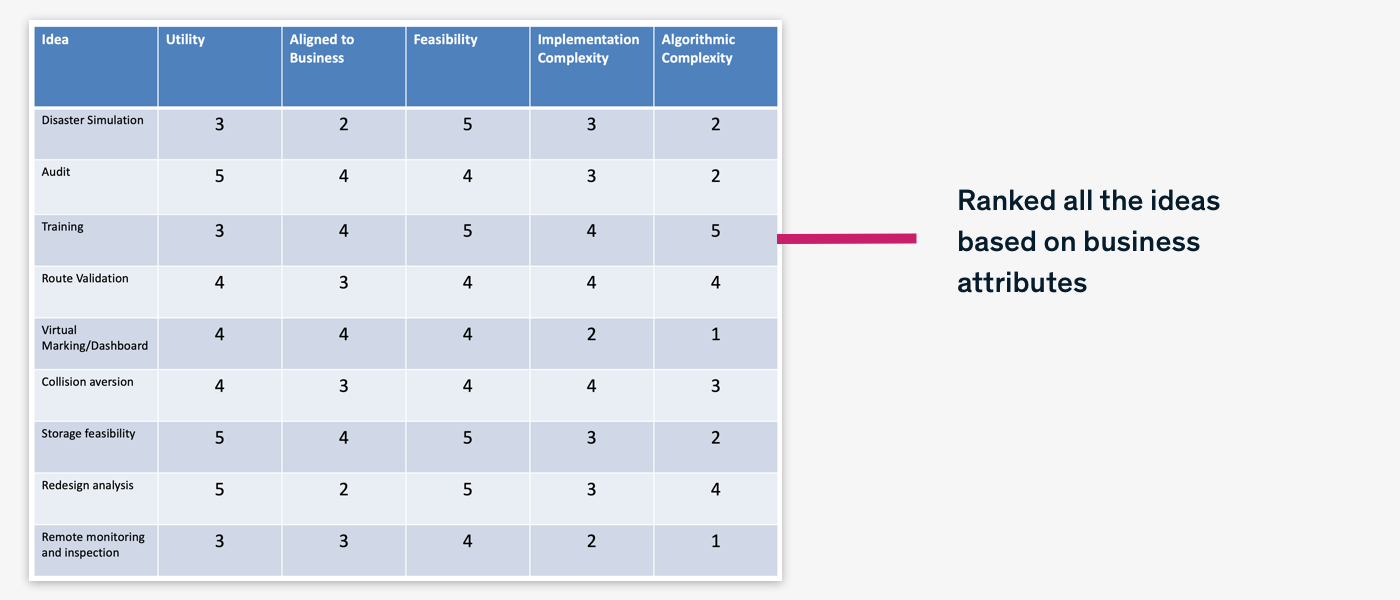 Idea Utility Aligned to Business Feasibility Implementation Complexity Algorithmic Complexity
Disaster Simulation 3 2 5 3 2
Audit 5 4 4 3 2
Training 3 4 5 4 5
Route Validation 4 3 4 4 4
Virtual Marking/Dashboard 4 4 4 2 1
Collision aversion 4 3 4 4 3
Storage feasibility 5 4 5 3 2
Redesign analysis 5 2 5 3 4
Remote monitoring and inspection 3 3 4 2 1
Ranked all the ideas
based on business
attributes